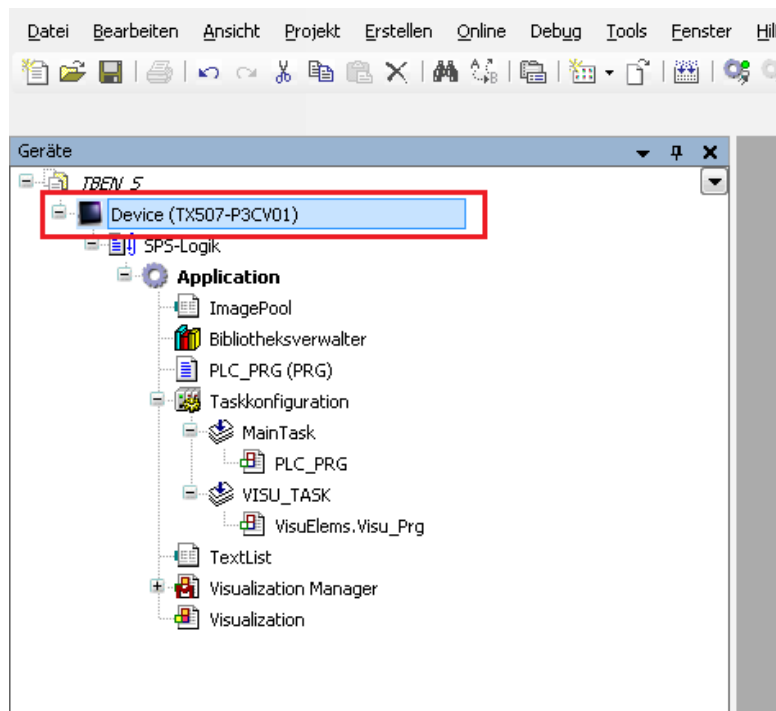 Datei Bearbeiten Ansicht Projekt Erstellen Online Debug Tools Fenster
Geräte
TBEN_S
Device (TX507-P3CV01)
SPS-Logik
Application
ImagePool
Bibliotheksverwalter
PLC_PRG (PRG)
Taskkonfiguration
MainTask
PLC_PRG
VISU_TASK
VisuElems.Visu_Prg
TextList
Visualization Manager
Visualization